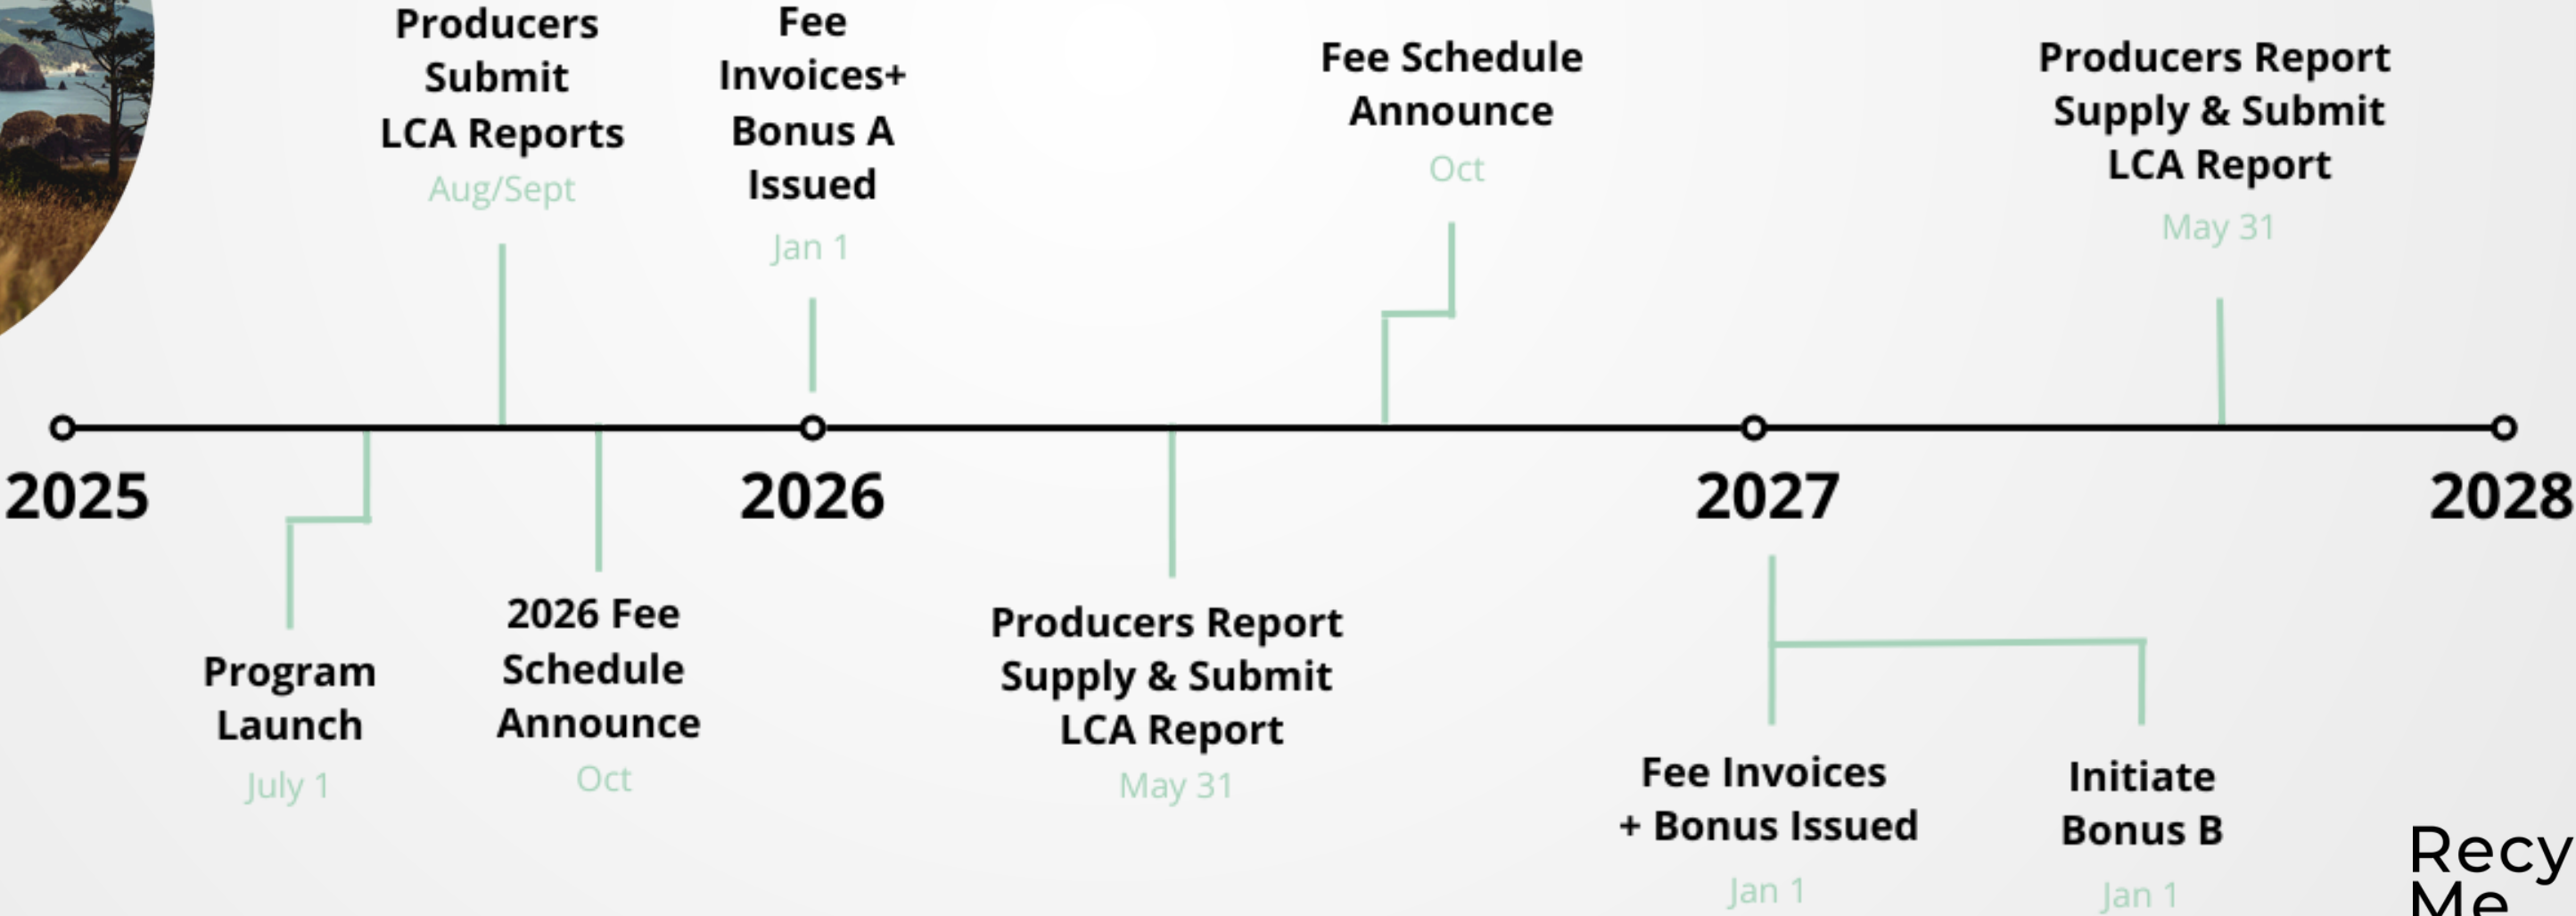 Producers
Submit
LCA Reports
Aug/Sept
Fee
Invoices+
Bonus A
Issued
Jan 1
Fee Schedule
Announce
Oct
Producers Report
Supply & Submit
LCA Report
May 31
2025
2026
2027
2028
Program
Launch
July 1
2026 Fee
Schedule
Announce
Oct
Producers Report
Supply & Submit
LCA Report
May 31
Fee Invoices
+ Bonus Issued
Jan 1
Initiate
Bonus B
Jan 1
Recy
Me